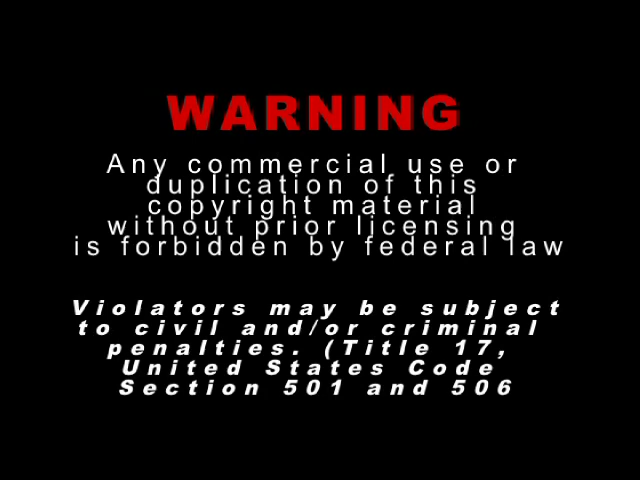 WARNING
Any commercial use or
duplication of this
copyright material
without prior licensing
is forbidden by federal law
Violators may be subject
to civil and/or criminal
penalties. (Title 17,
United States Code
Section 501 and 506